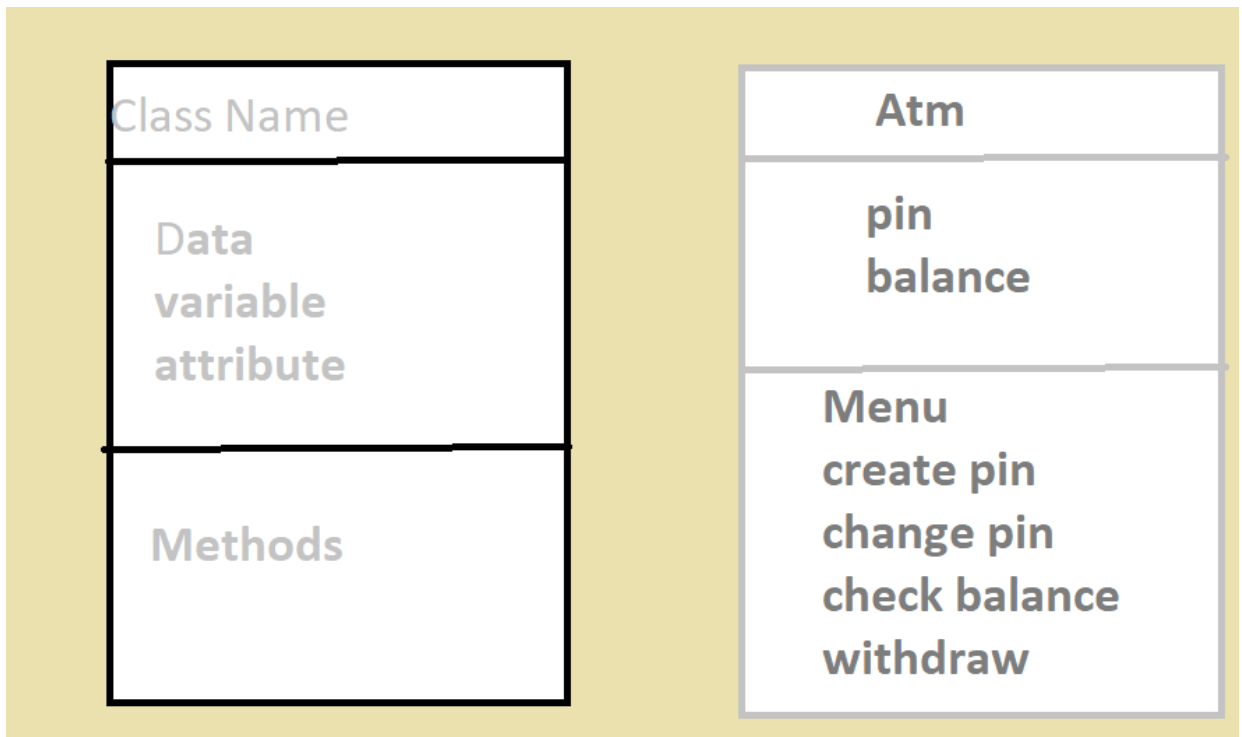 Class Name
Data
variable
attribute
Methods
Atm
pin
balance
Menu
create pin
change pin
check balance
withdraw